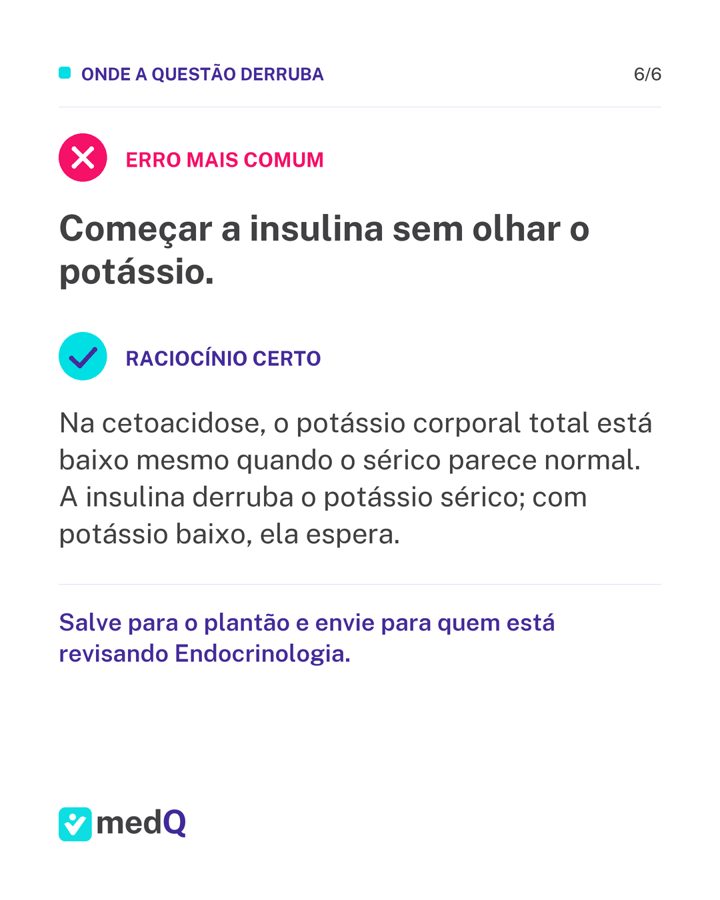 ONDE A QUESTÃO DERRUBA
6/6
ERRO MAIS COMUM
Começar a insulina sem olhar o
potássio.
RACIOCÍNIO CERTO
Na cetoacidose, o potássio corporal total está
baixo mesmo quando o sérico parece normal.
A insulina derruba o potássio sérico; com
potássio baixo, ela espera.
Salve para o plantão e envie para quem está
revisando Endocrinologia.
medQ